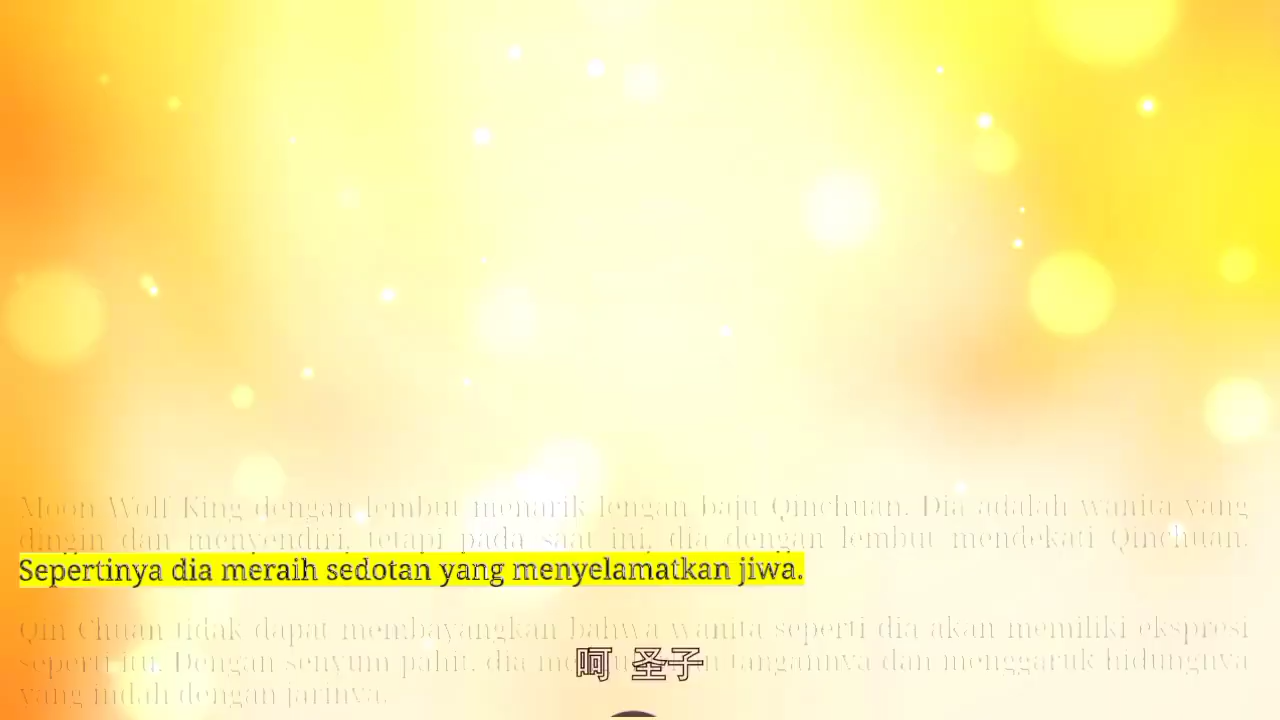 Moon Wolf King dengan lembut menarik lengan baju Qinchuan. Dia adalah wanita yang
dingin dan menyendiri, tetapi pada saat ini, dia dengan lembut mendekati Qinchuan.
Sepertinya dia meraih sedotan yang menyelamatkan jiwa.
Qin Chuan tidak dapat membayangkan bahwa wanita seperti dia akan memiliki ekspresi
seperti itu. Dengan senyum pahit, dia tangannya dan menggaruk hidungnya
呵 圣子
yang indah dengan jarinya.